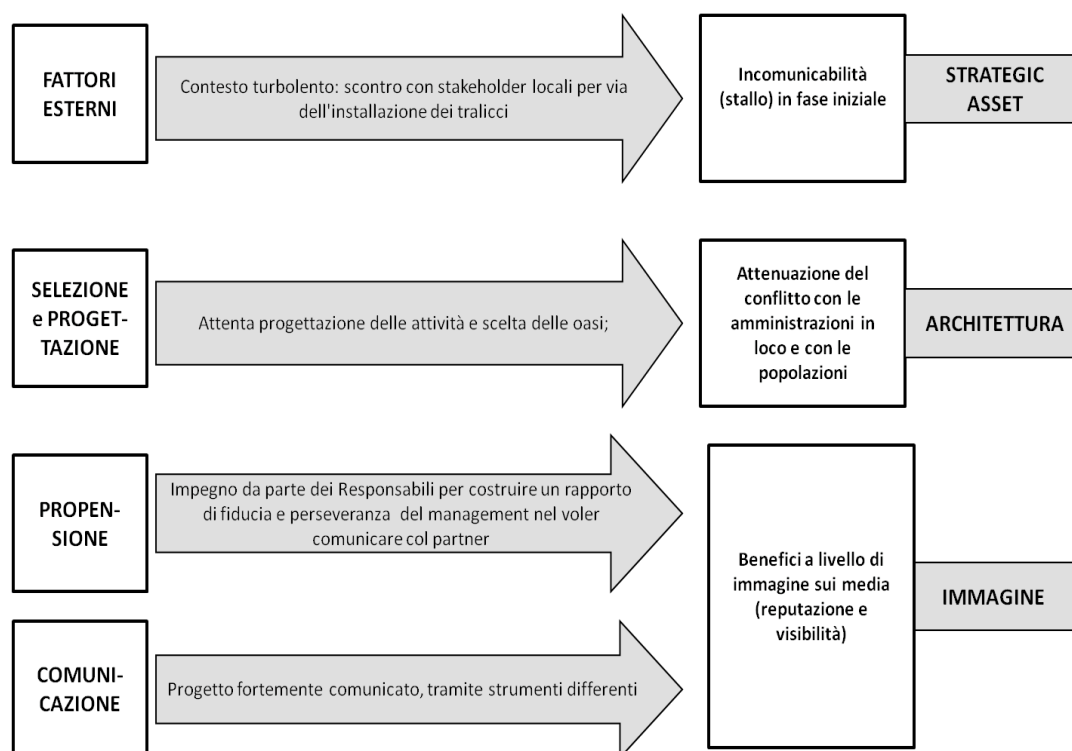 FATTORI
ESTERNI
Contesto turbolento: scontro con stakeholder locali per via
dell'installazione dei tralicci
Incomunicabilità
(stallo) in fase iniziale
STRATEGIC
ASSET
SELEZIONE
e PROGET-
TAZIONE
Attenta progettazione delle attività e scelta delle oasi;
Attenuazione del
conflitto con le
amministrazioni in
loco e con le
popolazioni
ARCHITETTURA
PROPEN-
SIONE
Impegno da parte dei Responsabili per costruire un rapporto
di fiducia e perseveranza del management nel voler
comunicare col partner
Benefici a livello di
immagine sui media
(reputazione e
visibilità)
IMMAGINE
COMUNI-
CAZIONE
Progetto fortemente comunicato, tramite strumenti differenti